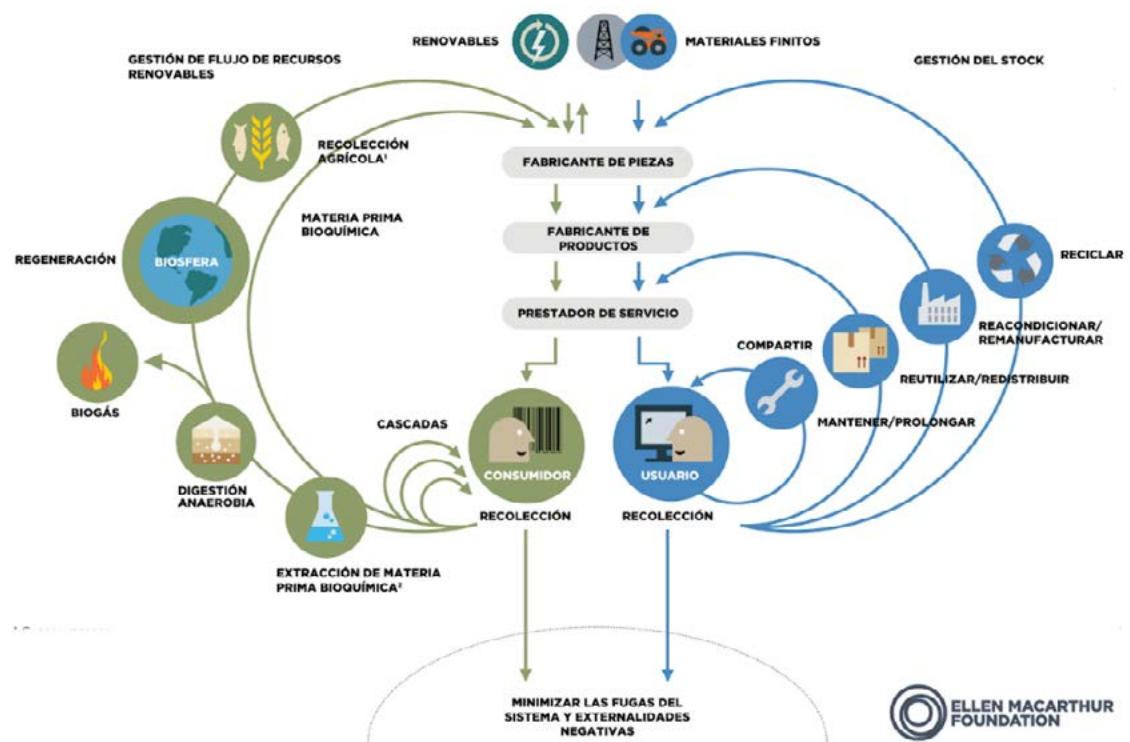 RENOVABLES
MATERIALES FINITOS
GESTIÓN DE FLUJO DE RECURSOS
RENOVABLES
GESTIÓN DEL STOCK
RECOLECCIÓN
AGRÍCOLA¹
FABRICANTE DE PIEZAS
MATERIA PRIMA
BIOQUÍMICA
FABRICANTE DE
PRODUCTOS
REGENERACIÓN
BIOSFERA
RECICLAR
PRESTADOR DE SERVICIO
REACONDICIONAR/
REMANUFACTURAR
COMPARTIR
REUTILIZAR/REDISTRIBUIR
BIOGÁS
CASCADAS
MANTENER/PROLONGAR
CONSUMIDOR
USUARIO
DIGESTIÓN
ANAEROBIA
RECOLECCIÓN
RECOLECCIÓN
EXTRACCIÓN DE MATERIA
PRIMA BIOQUÍMICA²
MINIMIZAR LAS FUGAS DEL
SISTEMA Y EXTERNALIDADES
NEGATIVAS
ELLEN MACARTHUR
FOUNDATION